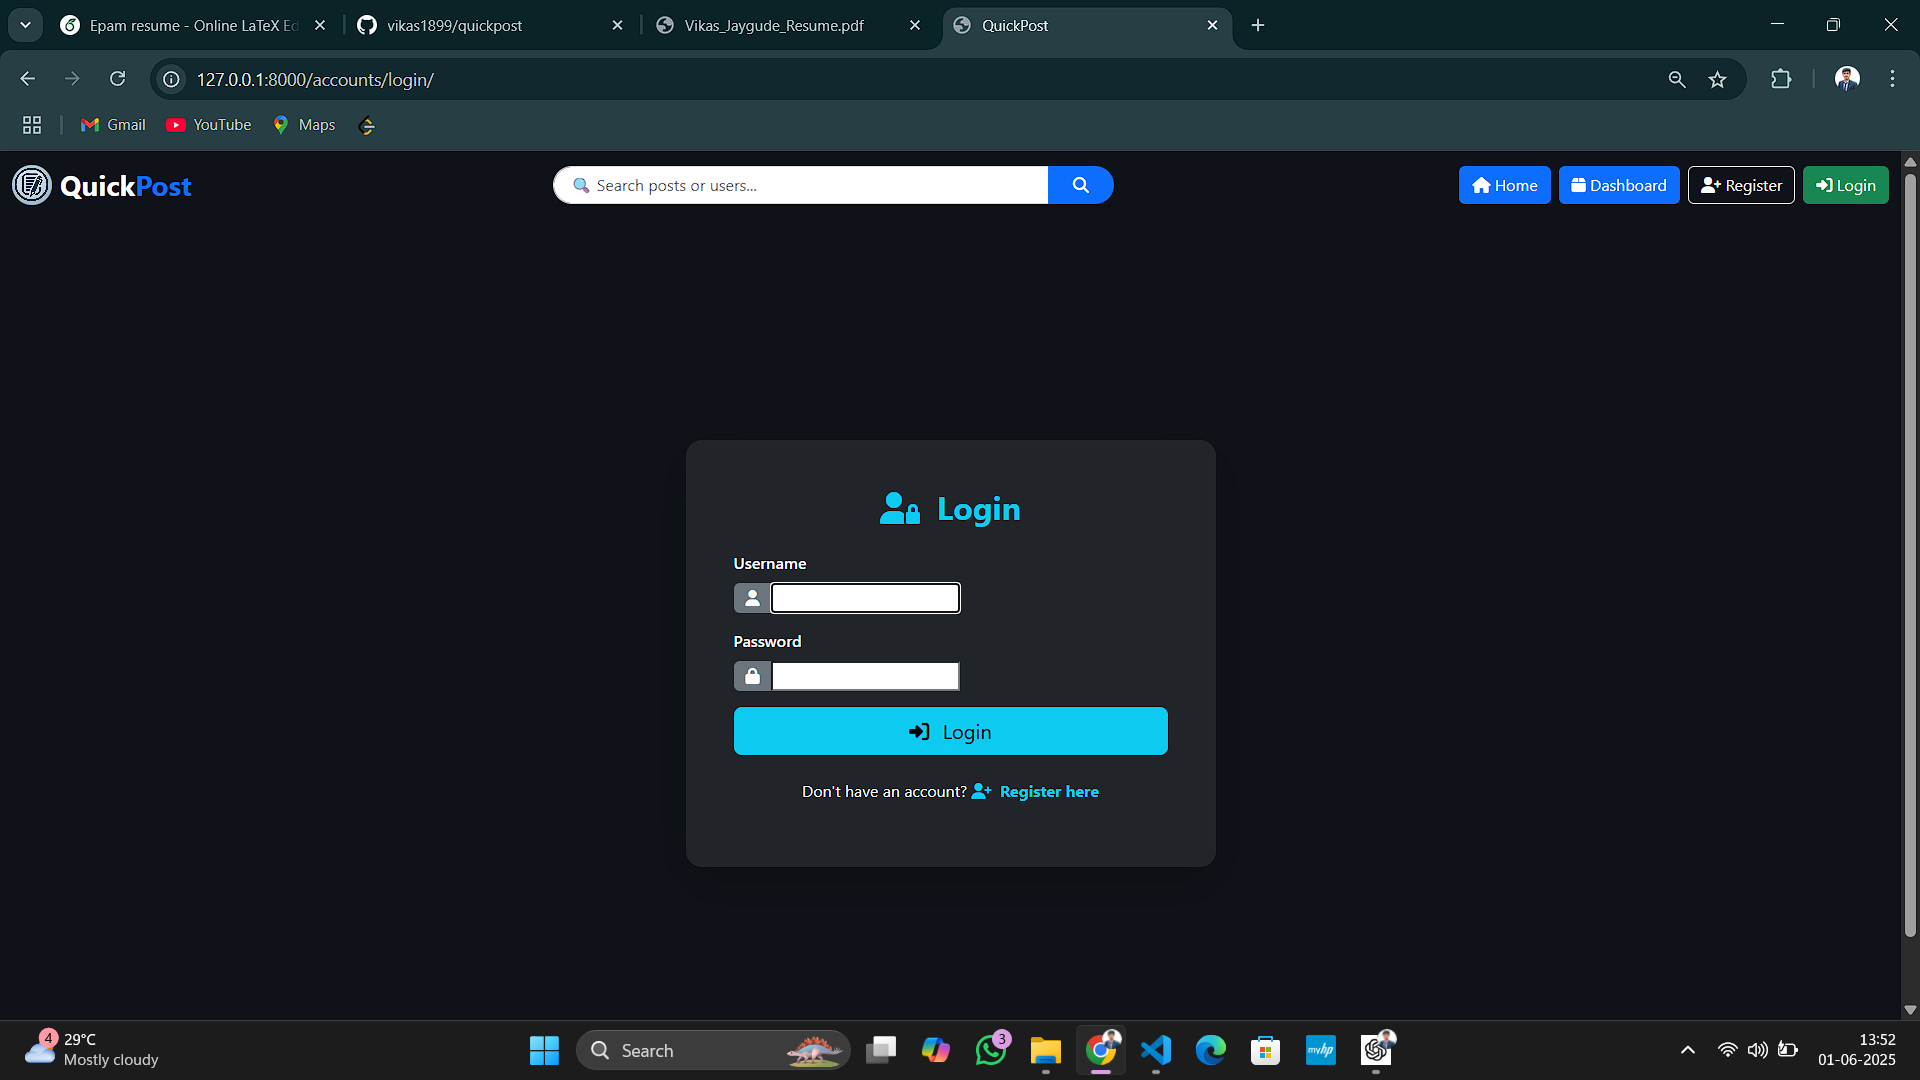 Epam resume - Online LaTeX Ed
vikas1899/quickpost
Vikas_Jaygude_Resume.pdf
QuickPost
127.0.0.1:8000/accounts/login/
Gmail
YouTube
Maps
QuickPost
Search posts or users...
Home
Dashboard
Register
Login
Login
Username
Password
Login
Don't have an account? Register here
4
29°C
Mostly cloudy
Search
3
myhp
13:52
01-06-2025